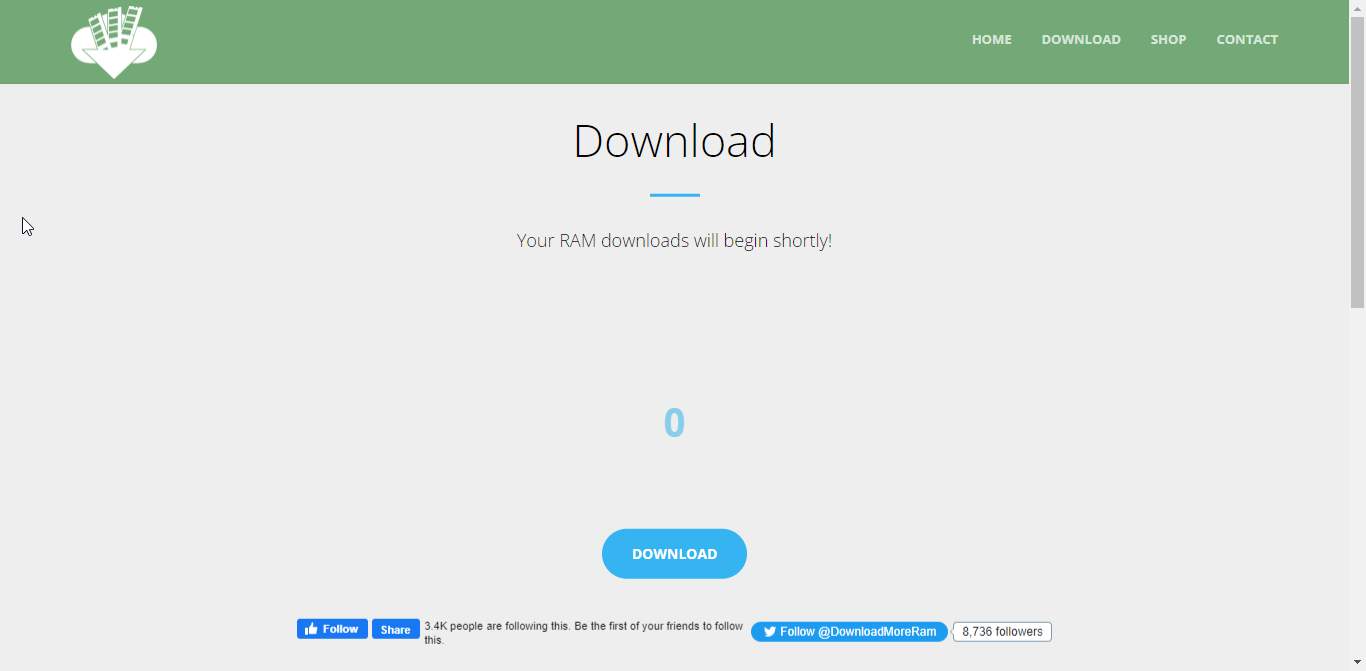 HOME DOWNLOAD SHOP CONTACT
Download
Your RAM downloads will begin shortly!
0
DOWNLOAD
Follow Share 3.4K people are following this. Be the first of your friends to follow
this.
Follow @DownloadMoreRam 8,736 followers